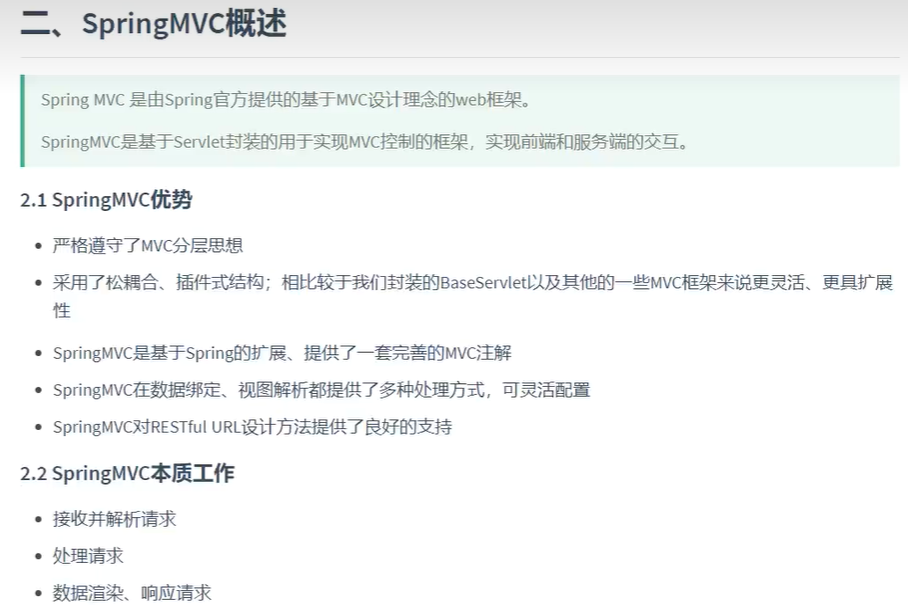 二、SpringMVC概述
Spring MVC 是由Spring官方提供的基于MVC设计理念的web框架。
SpringMVC是基于Servlet封装的用于实现MVC控制的框架，实现前端和服务端的交互。
2.1 SpringMVC优势
严格遵守了MVC分层思想
采用了松耦合、插件式结构；相比较于我们封装的BaseServlet以及其他的一些MVC框架来说更灵活、更具扩展
性
SpringMVC是基于Spring的扩展、提供了一套完善的MVC注解
SpringMVC在数据绑定、视图解析都提供了多种处理方式，可灵活配置
SpringMVC对RESTful URL设计方法提供了良好的支持
2.2 SpringMVC本质工作
接收并解析请求
处理请求
数据渲染、响应请求